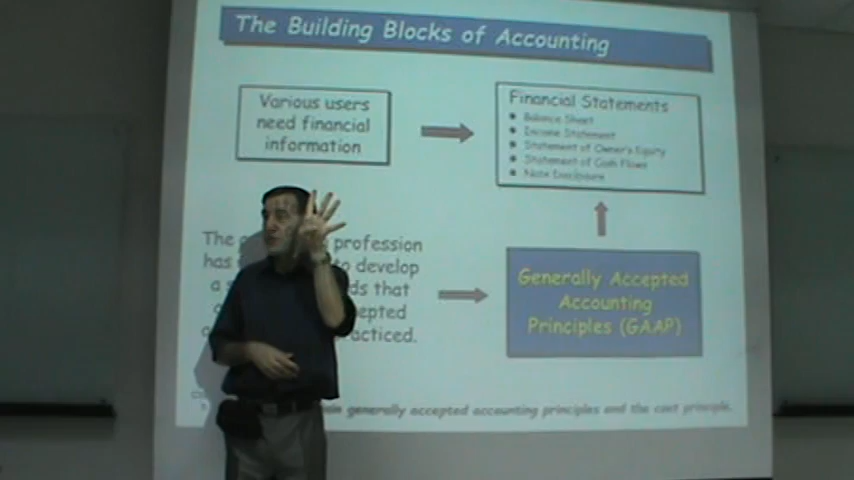 The Building Blocks of Accounting
Various users
need financial
information
Financial Statements
Balance Sheet
Income Statement
Statement of Owner's Equity
Statement of Cash Flows
Note Disclosure
The profession
has to develop
a that
Generally Accepted
Accounting
Principles (GAAP)
generally accepted accounting principles and the cost principle.